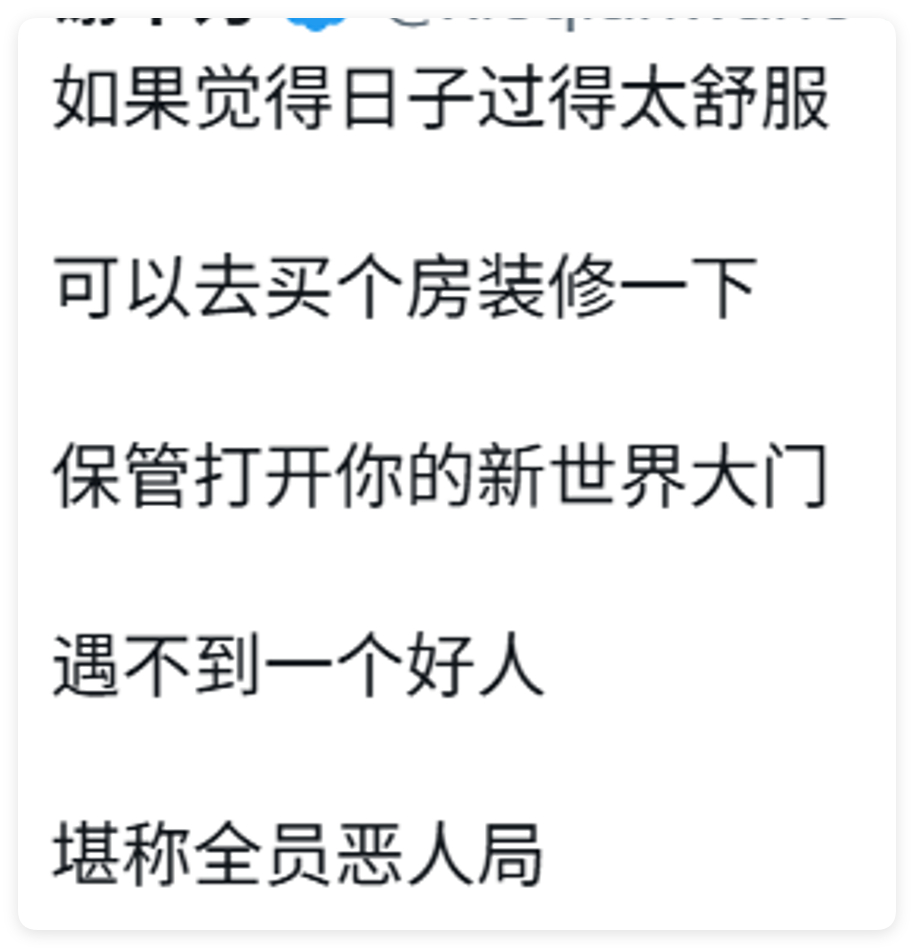 如果觉得日子过得太舒服
可以去买个房装修一下
保管打开你的新世界大门
遇不到一个好人
堪称全员恶人局